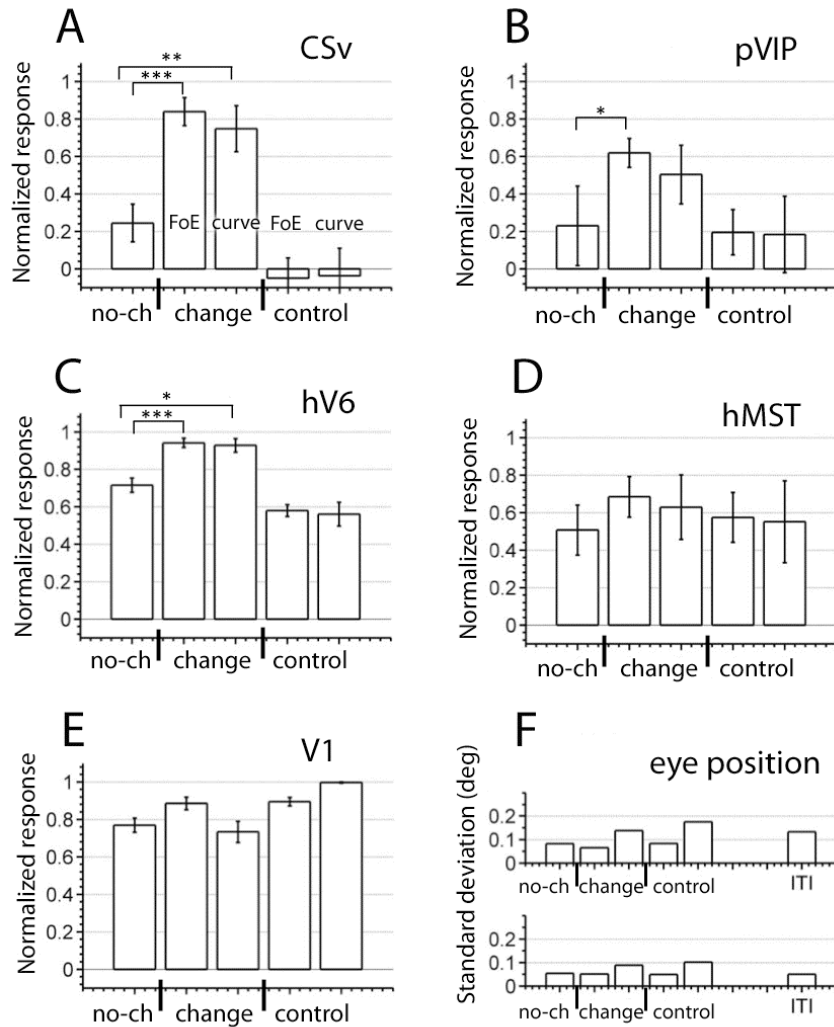 A
CSv
**
***
Normalized response
1
0.8
0.6
0.4
0.2
0
FoE curve FoE curve
no-ch change control
B
pVIP
*
Normalized response
1
0.8
0.6
0.4
0.2
0
no-ch change control
C
hV6
*
***
Normalized response
1
0.8
0.6
0.4
0.2
0
no-ch change control
D
hMST
Normalized response
1
0.8
0.6
0.4
0.2
0
no-ch change control
E
V1
Normalized response
1
0.8
0.6
0.4
0.2
0
no-ch change control
F
eye position
Standard deviation (deg)
0.2
0.1
0
no-ch change control ITI
0.2
0.1
0
no-ch change control ITI